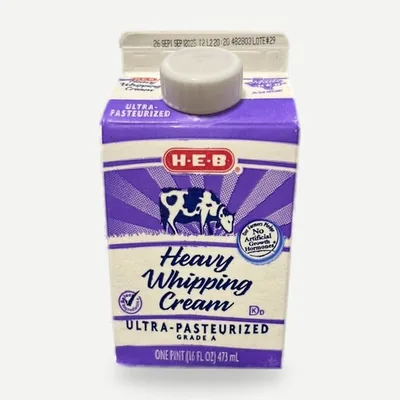 ULTRA-
PASTEURIZED
H-E-B
No
Artificial
Growth
Hormones*
Heavy
Whipping
Cream
K D
ULTRA-PASTEURIZED
GRADE A
ONE PINT (16 FL OZ) 473 mL